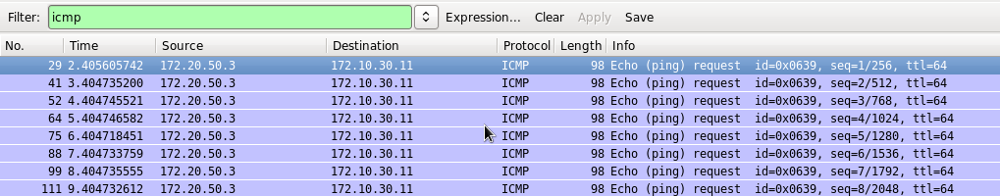 Filter: icmp Expression... Clear Apply Save
No. Time Source Destination Protocol Length Info
29 2.405605742 172.20.50.3 172.10.30.11 ICMP 98 Echo (ping) request id=0x0639, seq=1/256, ttl=64
41 3.404735200 172.20.50.3 172.10.30.11 ICMP 98 Echo (ping) request id=0x0639, seq=2/512, ttl=64
52 4.404745521 172.20.50.3 172.10.30.11 ICMP 98 Echo (ping) request id=0x0639, seq=3/768, ttl=64
64 5.404746582 172.20.50.3 172.10.30.11 ICMP 98 Echo (ping) request id=0x0639, seq=4/1024, ttl=64
75 6.404718451 172.20.50.3 172.10.30.11 ICMP 98 Echo (ping) request id=0x0639, seq=5/1280, ttl=64
88 7.404733759 172.20.50.3 172.10.30.11 ICMP 98 Echo (ping) request id=0x0639, seq=6/1536, ttl=64
99 8.404735555 172.20.50.3 172.10.30.11 ICMP 98 Echo (ping) request id=0x0639, seq=7/1792, ttl=64
111 9.404732612 172.20.50.3 172.10.30.11 ICMP 98 Echo (ping) request id=0x0639, seq=8/2048, ttl=64